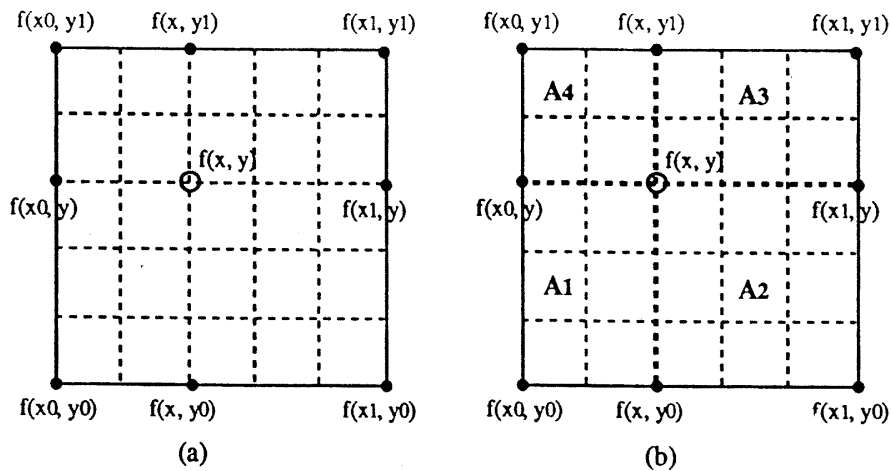 f(x0, y1) f(x, y1) f(x1, y1) f(x0, y1) f(x, y1) f(x1, y1)
A4 A3
f(x, y) f(x, y)
f(x0, y) f(x1, y) f(x0, y) f(x1, y)
A1 A2
f(x0, y0) f(x, y0) f(x1, y0) f(x0, y0) f(x, y0) f(x1, y0)
(a) (b)